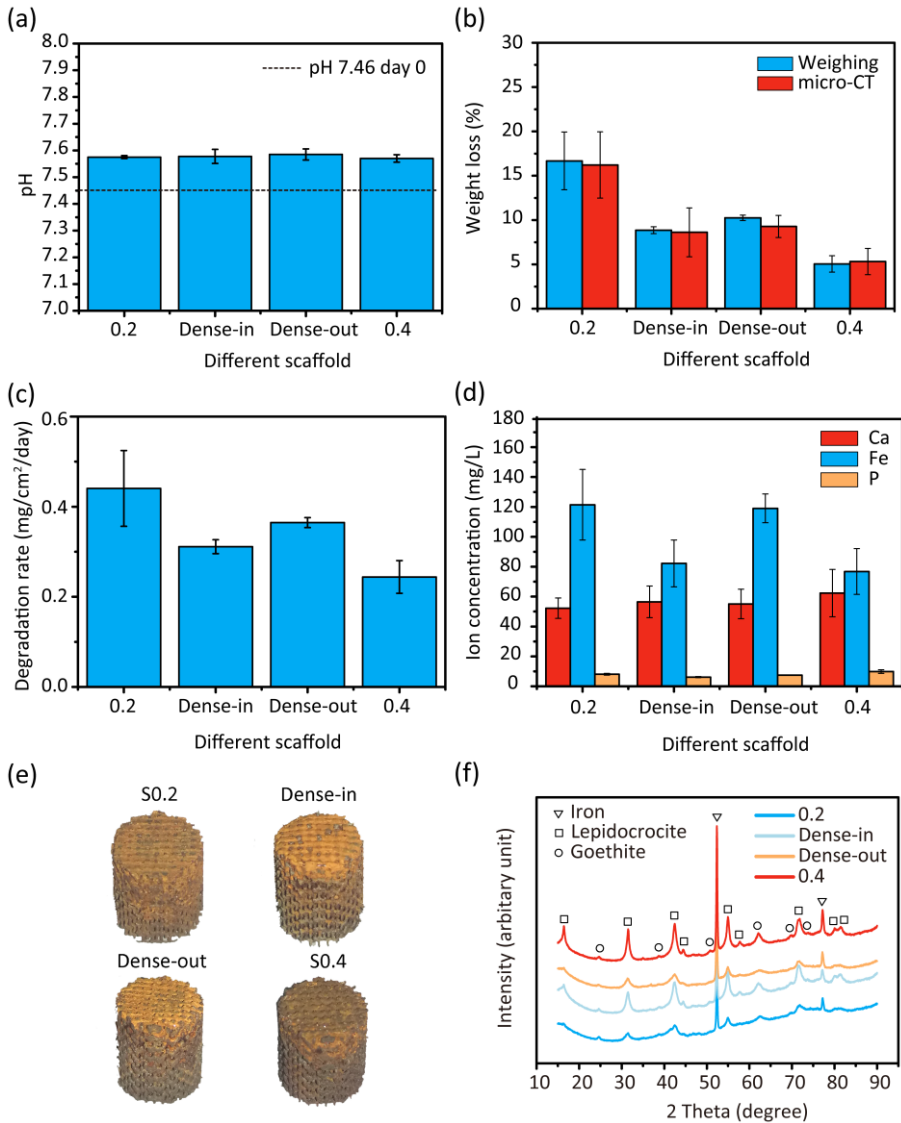 (a)
8.0
7.9
7.8
7.7
7.6
7.5
7.4
7.3
7.2
7.1
7.0
pH
pH 7.46 day 0
0.2 Dense-in Dense-out 0.4
Different scaffold
(b)
30
25
20
15
10
5
0
Weight loss (%)
Weighing
micro-CT
0.2 Dense-in Dense-out 0.4
Different scaffold
(c)
0.6
0.4
0.2
0.0
Degradation rate (mg/cm²/day)
0.2 Dense-in Dense-out 0.4
Different scaffold
(d)
180
160
140
120
100
80
60
40
20
10
0
Ion concentration (mg/L)
Ca
Fe
P
0.2 Dense-in Dense-out 0.4
Different scaffold
(e)
S0.2 Dense-in
Dense-out S0.4
(f)
Intensity (arbitary unit)
Iron
Lepidocrocite
Goethite
0.2
Dense-in
Dense-out
0.4
10 20 30 40 50 60 70 80 90
2 Theta (degree)